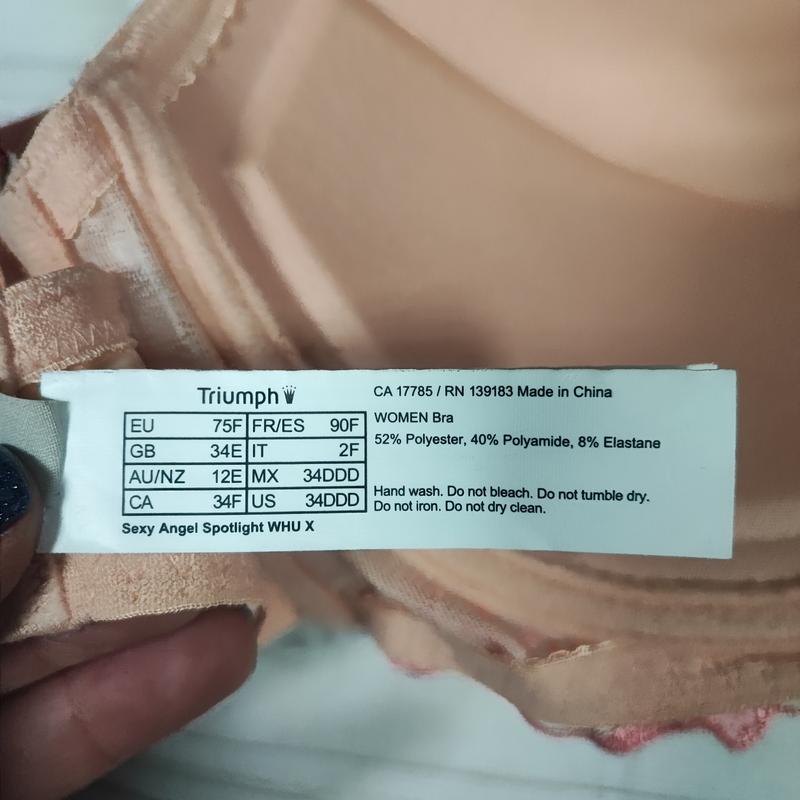 Triumph
EU 75F FR/ES 90F
GB 34E IT 2F
AU/NZ 12E MX 34DDD
CA 34F US 34DDD
Sexy Angel Spotlight WHU X
CA 17785 / RN 139183 Made in China
WOMEN Bra
52% Polyester, 40% Polyamide, 8% Elastane
Hand wash. Do not bleach. Do not tumble dry.
Do not iron. Do not dry clean.